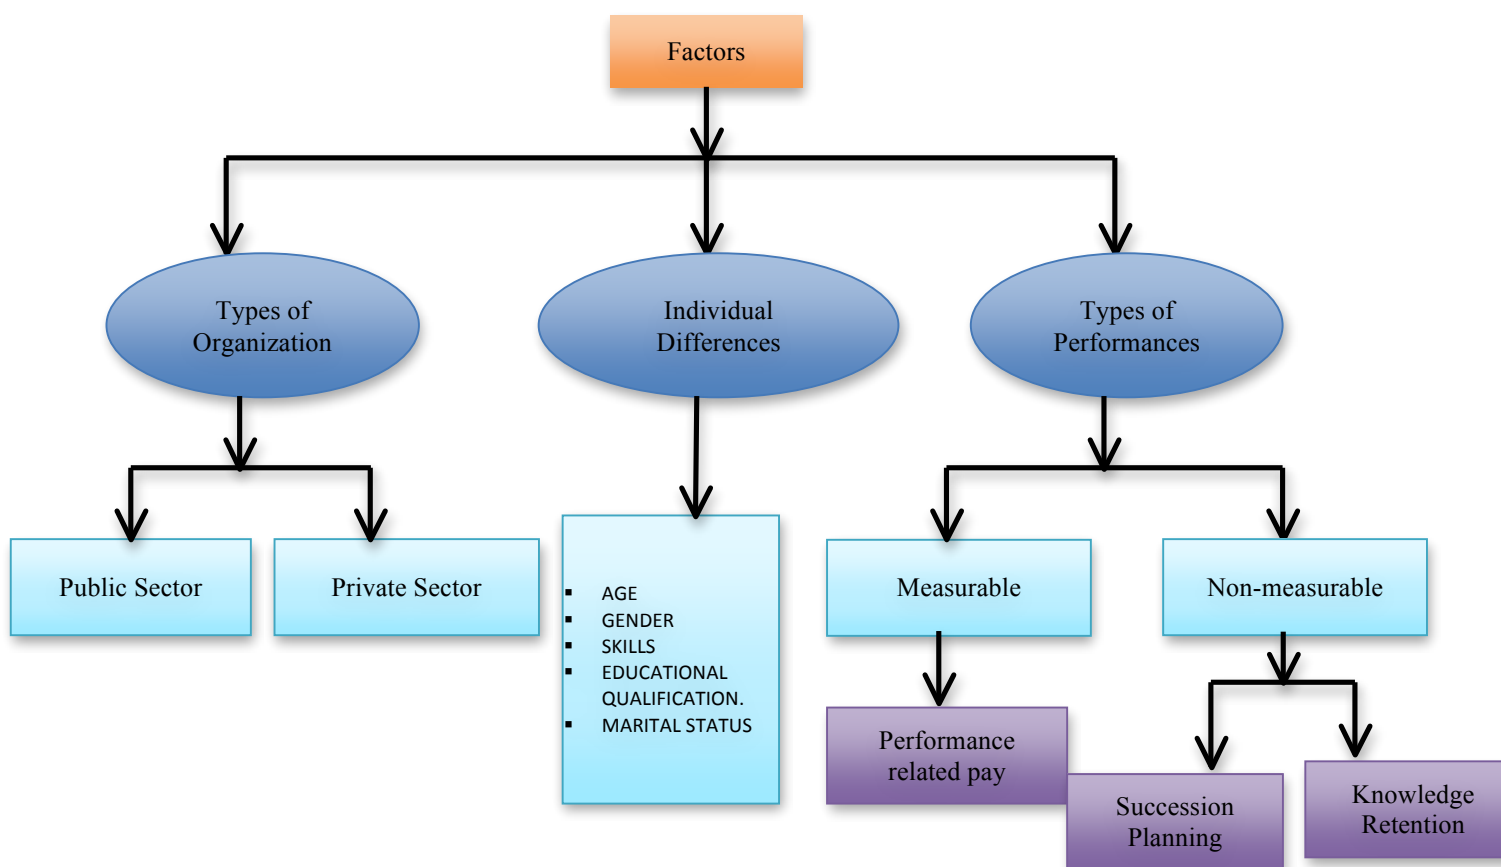 Factors
Types of
Organization
Individual
Differences
Types of
Performances
Public Sector
Private Sector
▪ AGE
▪ GENDER
▪ SKILLS
▪ EDUCATIONAL
QUALIFICATION.
▪ MARITAL STATUS
Measurable
Non-measurable
Performance
related pay
Succession
Planning
Knowledge
Retention